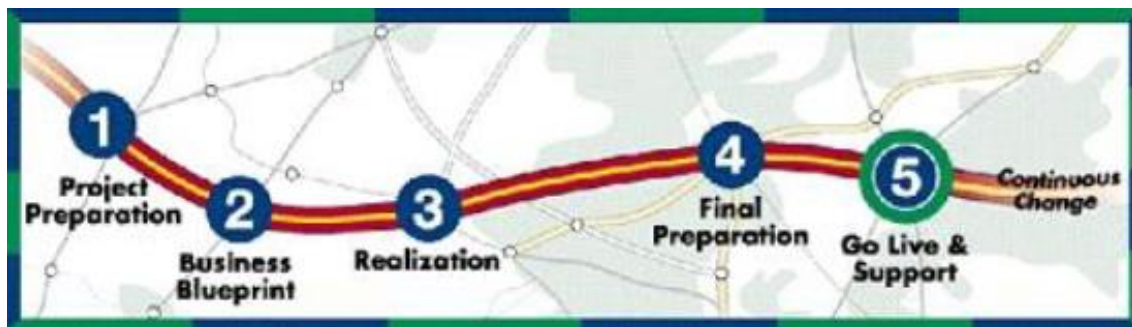 1
Project
Preparation
2
Business
Blueprint
3
Realization
4
Final
Preparation
5
Go Live &
Support
Continuous
Change